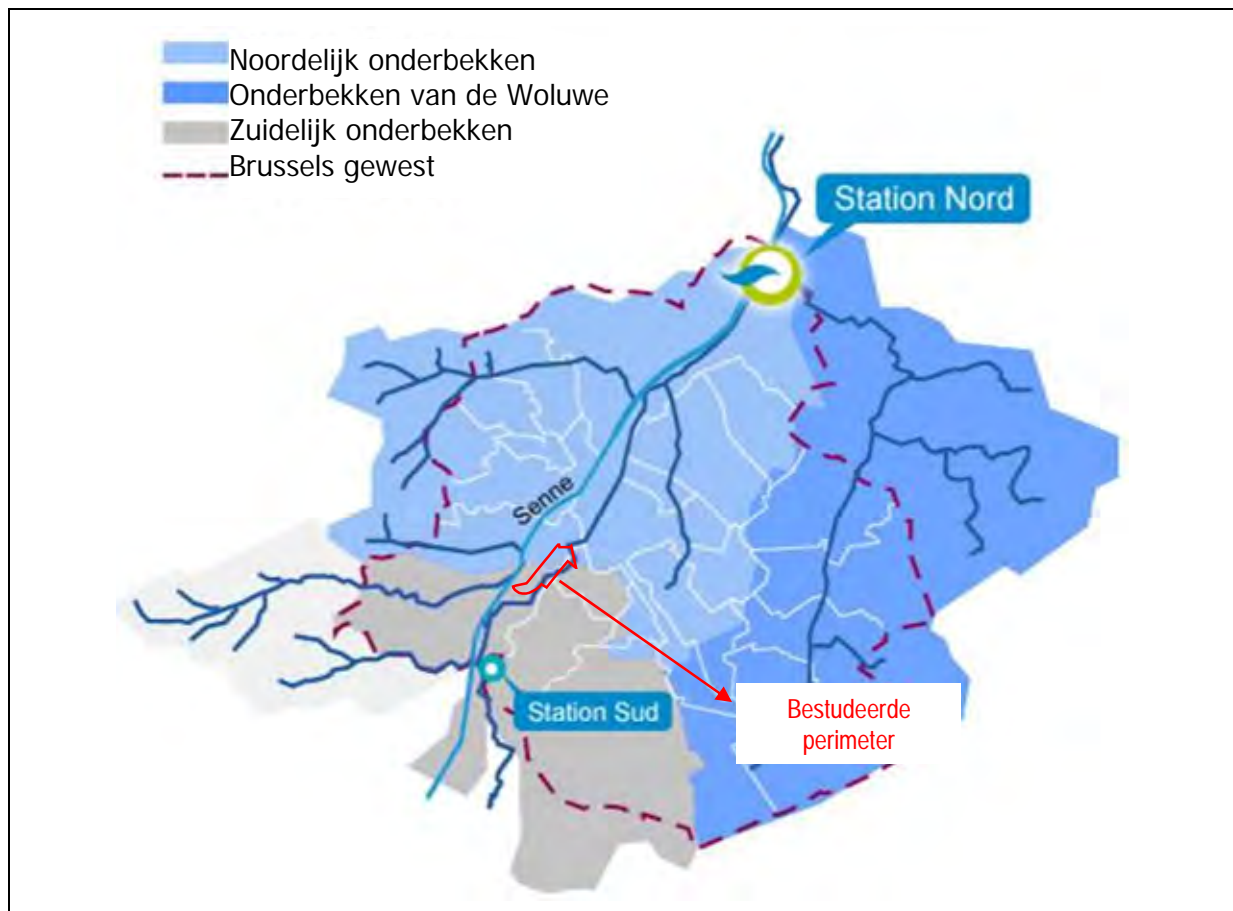 Noordelijk onderbekken
Onderbekken van de Woluwe
Zuidelijk onderbekken
Brussels gewest
Station Nord
Senne
Station Sud
Bestudeerde
perimeter